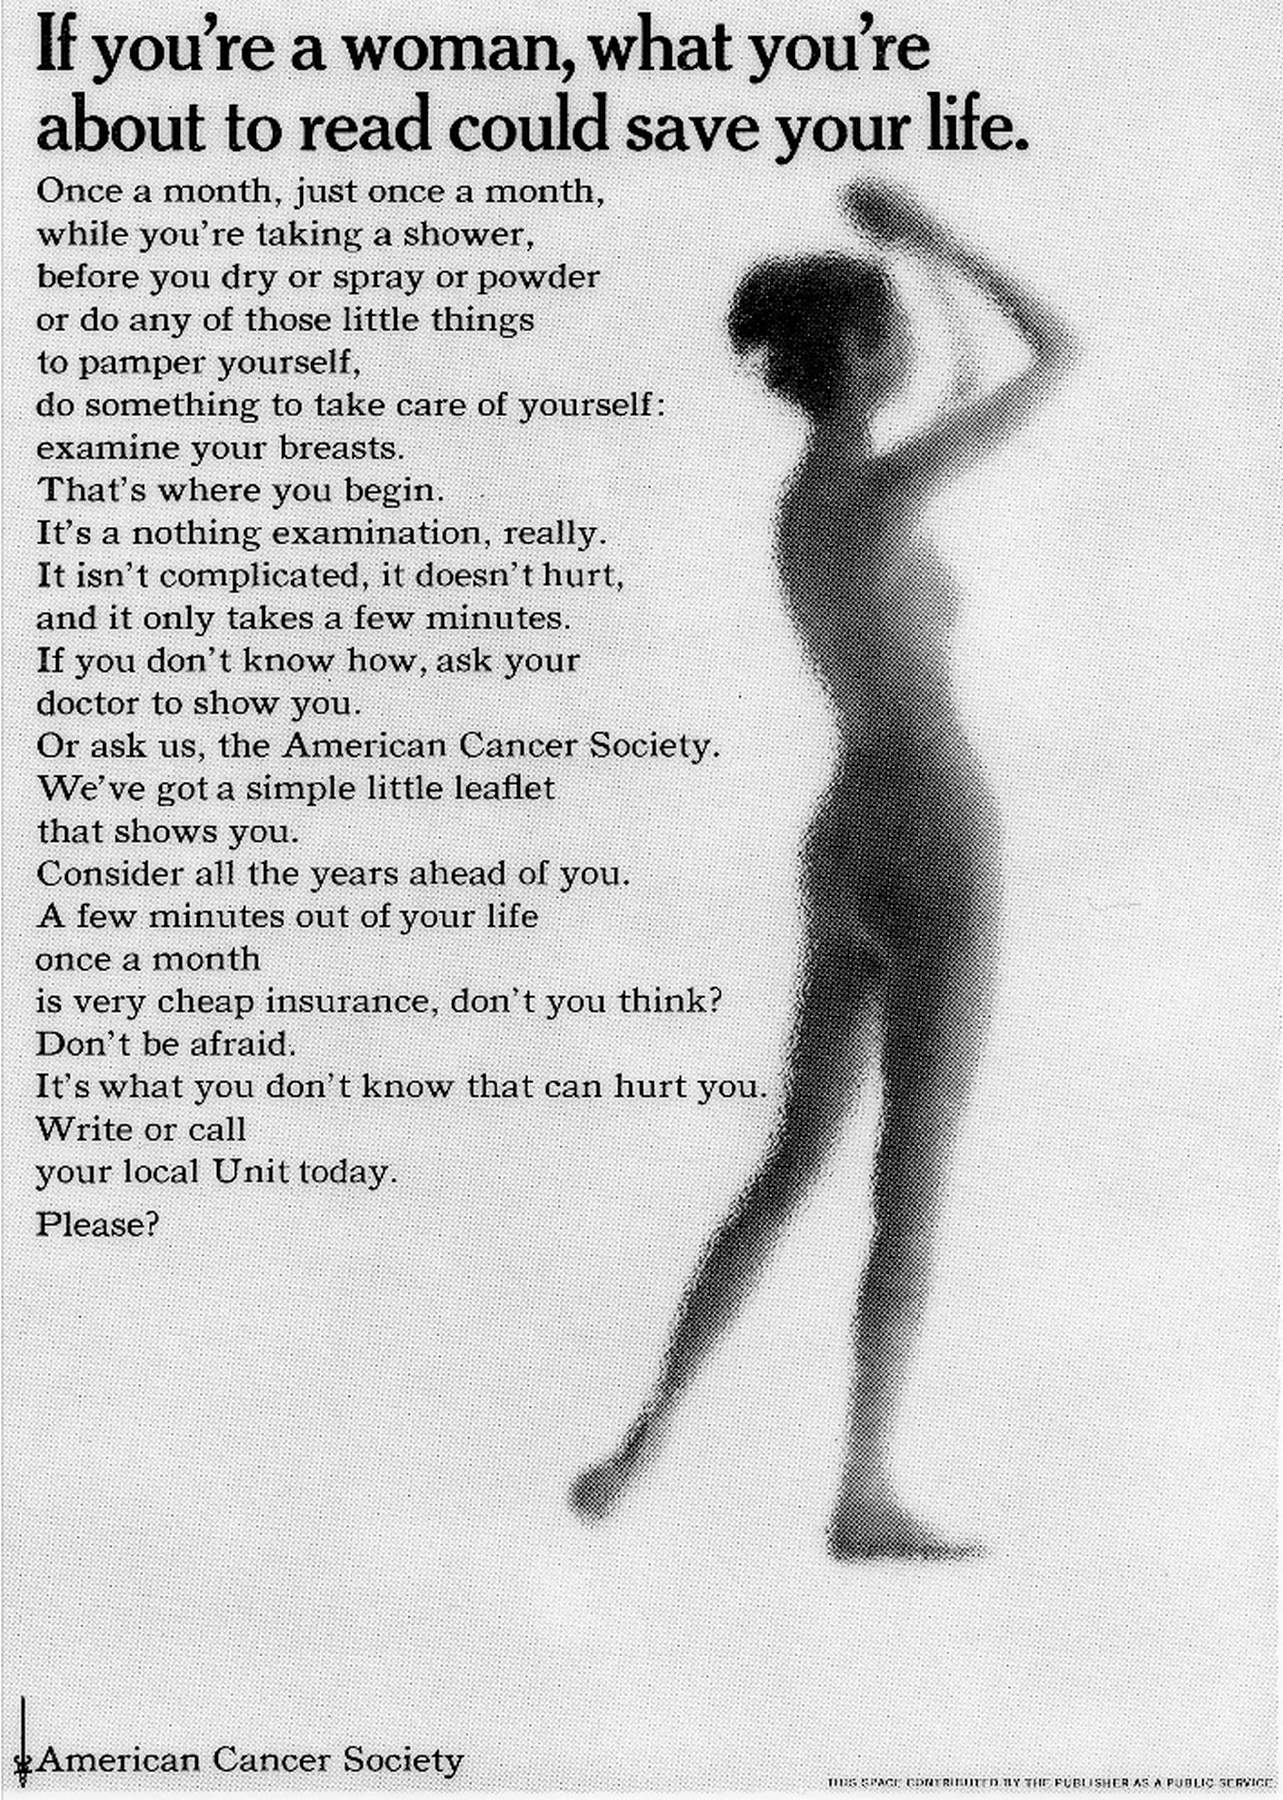 If you're a woman, what you're
about to read could save your life.
Once a month, just once a month,
while you're taking a shower,
before you dry or spray or powder
or do any of those little things
to pamper yourself,
do something to take care of yourself:
examine your breasts.
That's where you begin.
It's a nothing examination, really.
It isn't complicated, it doesn't hurt,
and it only takes a few minutes.
If you don't know how, ask your
doctor to show you.
Or ask us, the American Cancer Society.
We've got a simple little leaflet
that shows you.
Consider all the years ahead of you.
A few minutes out of your life
once a month
is very cheap insurance, don't you think?
Don't be afraid.
It's what you don't know that can hurt you.
Write or call
your local Unit today.
Please?
American Cancer Society
THIS SPACE CONTRIBUTED BY THE PUBLISHER AS A PUBLIC SERVICE